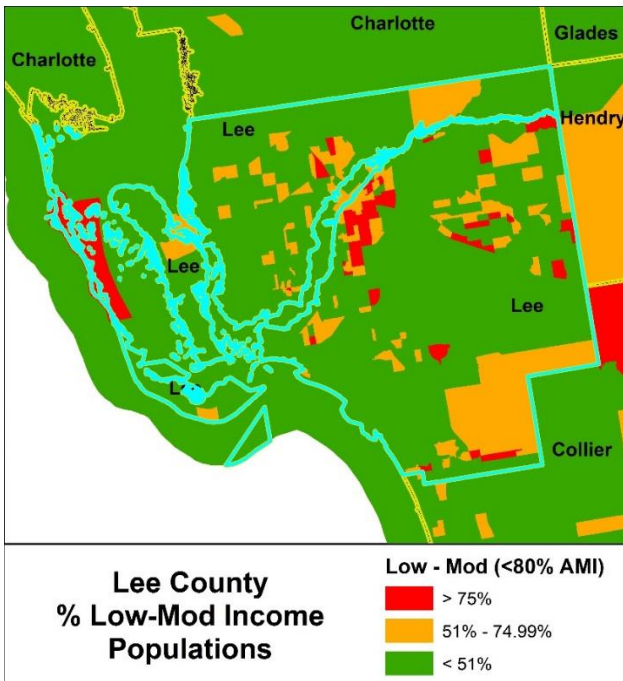 Charlotte
Glades
Charlotte
Lee
Hendry
Lee
Lee
Lee
Collier
Lee County
% Low-Mod Income
Populations
Low - Mod (<80% AMI)
> 75%
51% - 74.99%
< 51%